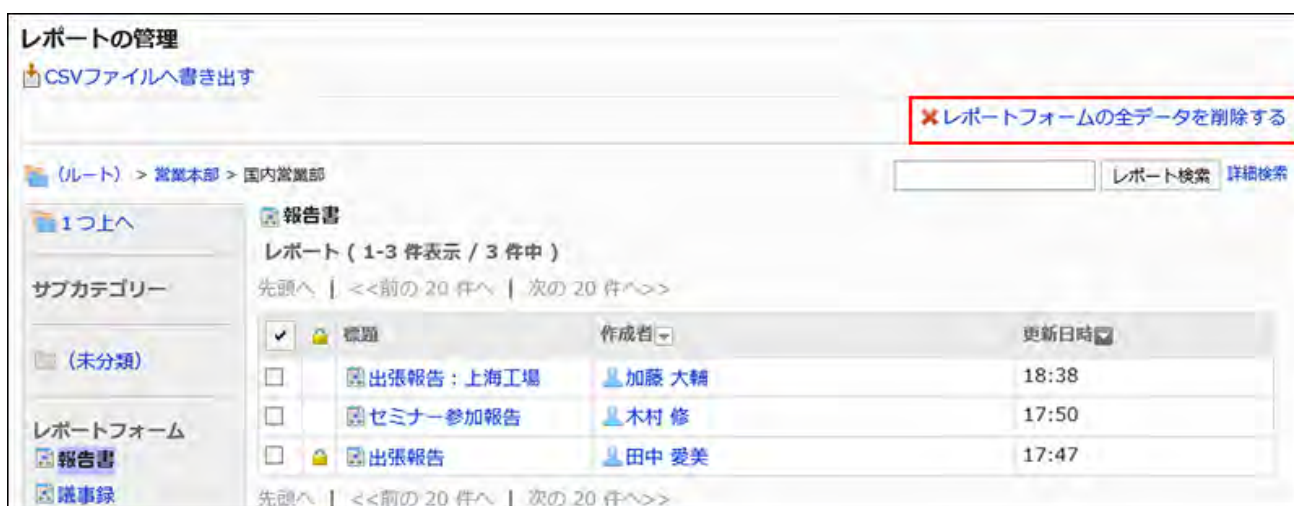 レポートの管理
CSVファイルへ書き出す
レポートフォームの全データを削除する
(ルート) > 営業本部 > 国内営業部
レポート検索 詳細検索
1つ上へ
サブカテゴリー
(未分類)
レポートフォーム
報告書
議事録
報告書
レポート ( 1-3 件表示 / 3 件中 )
先頭へ | <<前の 20 件へ | 次の 20 件へ>>
標題 作成者 更新日時
出張報告:上海工場 加藤 大輔 18:38
セミナー参加報告 木村 修 17:50
出張報告 田中 愛美 17:47
先頭へ | <<前の 20 件へ | 次の 20 件へ>>